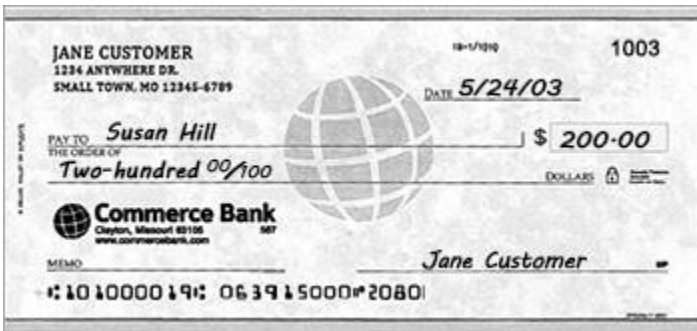 JANE CUSTOMER
1234 ANYWHERE DR.
SMALL TOWN, MO 12345-6789
18-1/1010
1003
DATE 5/24/03
PAY TO THE ORDER OF Susan Hill $ 200.00
Two-hundred 00/100 DOLLARS
Commerce Bank
Clayton, Missouri 63105
www.commercebank.com
MEMO Jane Customer MP
⑆101000019⑆ 063915000⑈2080